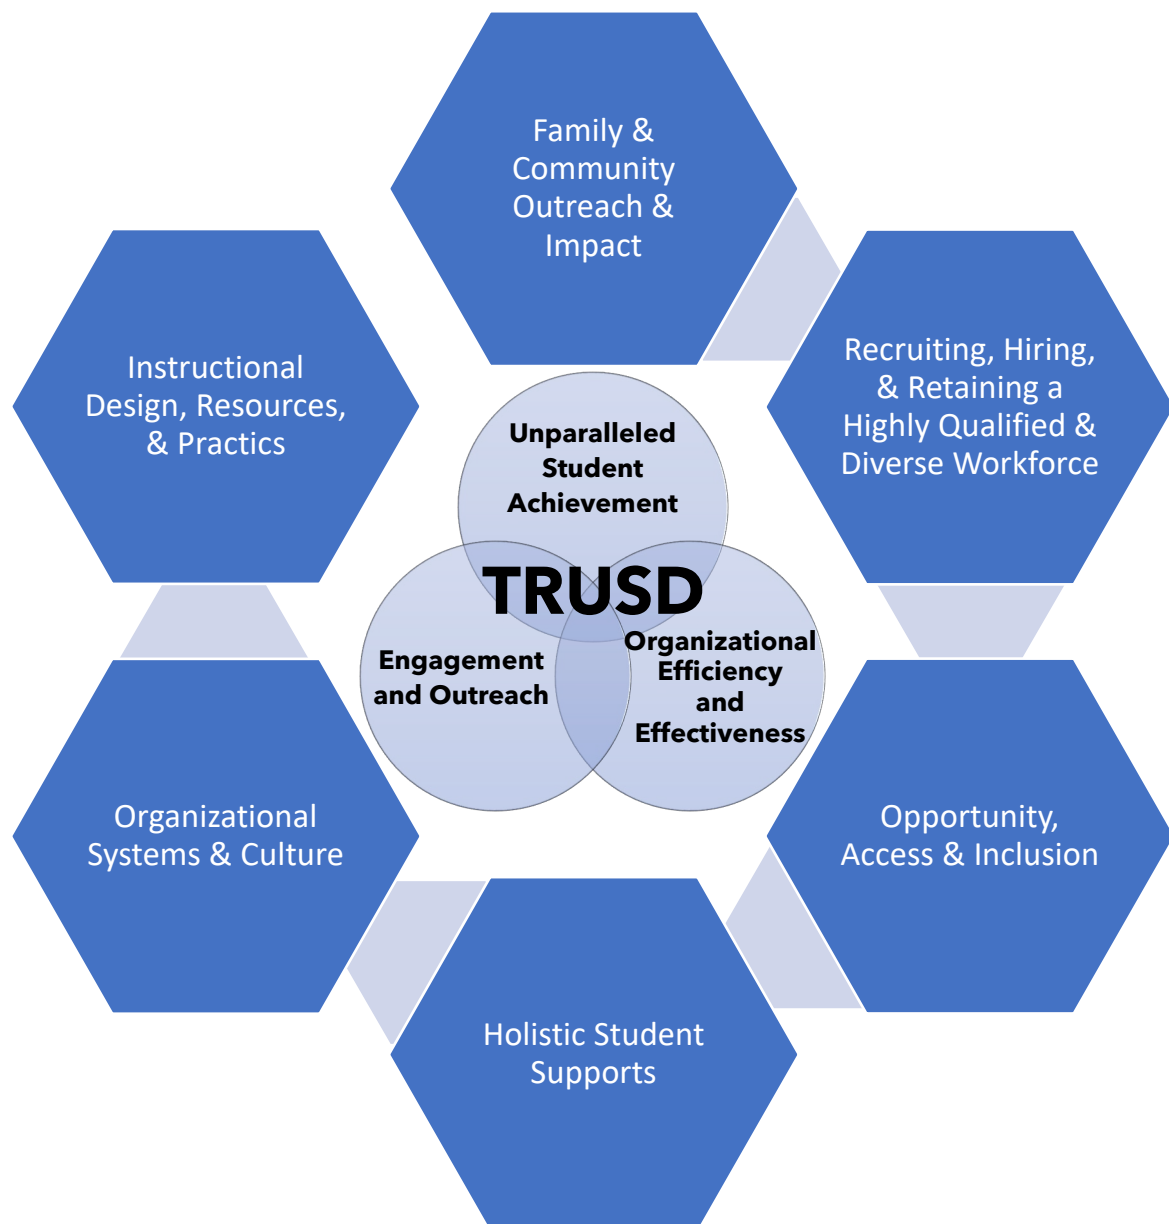 Family &
Community
Outreach &
Impact
Recruiting, Hiring,
& Retaining a
Highly Qualified &
Diverse Workforce
Opportunity,
Access & Inclusion
Holistic Student
Supports
Organizational
Systems & Culture
Instructional
Design, Resources,
& Practics
Unparalleled
Student
Achievement
TRUSD
Engagement
and Outreach
Organizational
Efficiency
and
Effectiveness